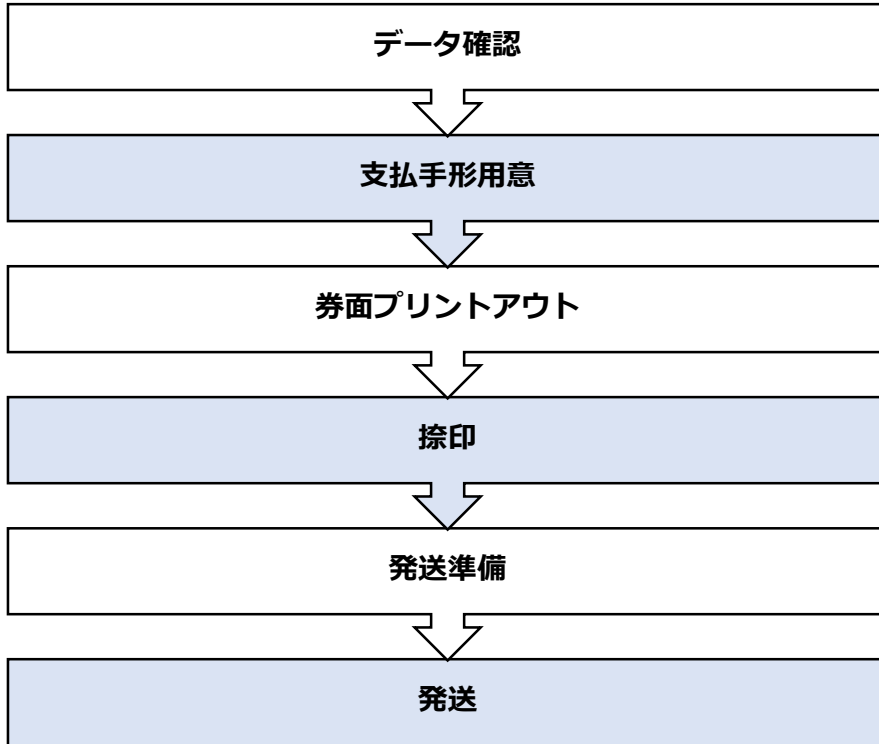 データ確認
支払手形用意
券面プリントアウト
捺印
発送準備
発送